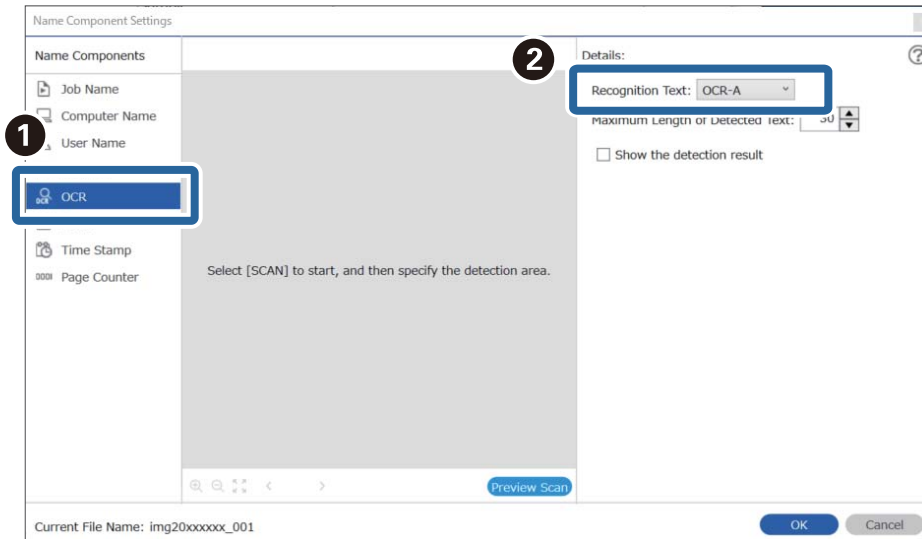 Name Component Settings
Name Components
Job Name
Computer Name
User Name
OCR
Time Stamp
Page Counter
1
2
Select [SCAN] to start, and then specify the detection area.
Preview Scan
Details:
Recognition Text: OCR-A
Maximum Length of Detected Text: 30
Show the detection result
Current File Name: img20xxxxxx_001
OK
Cancel